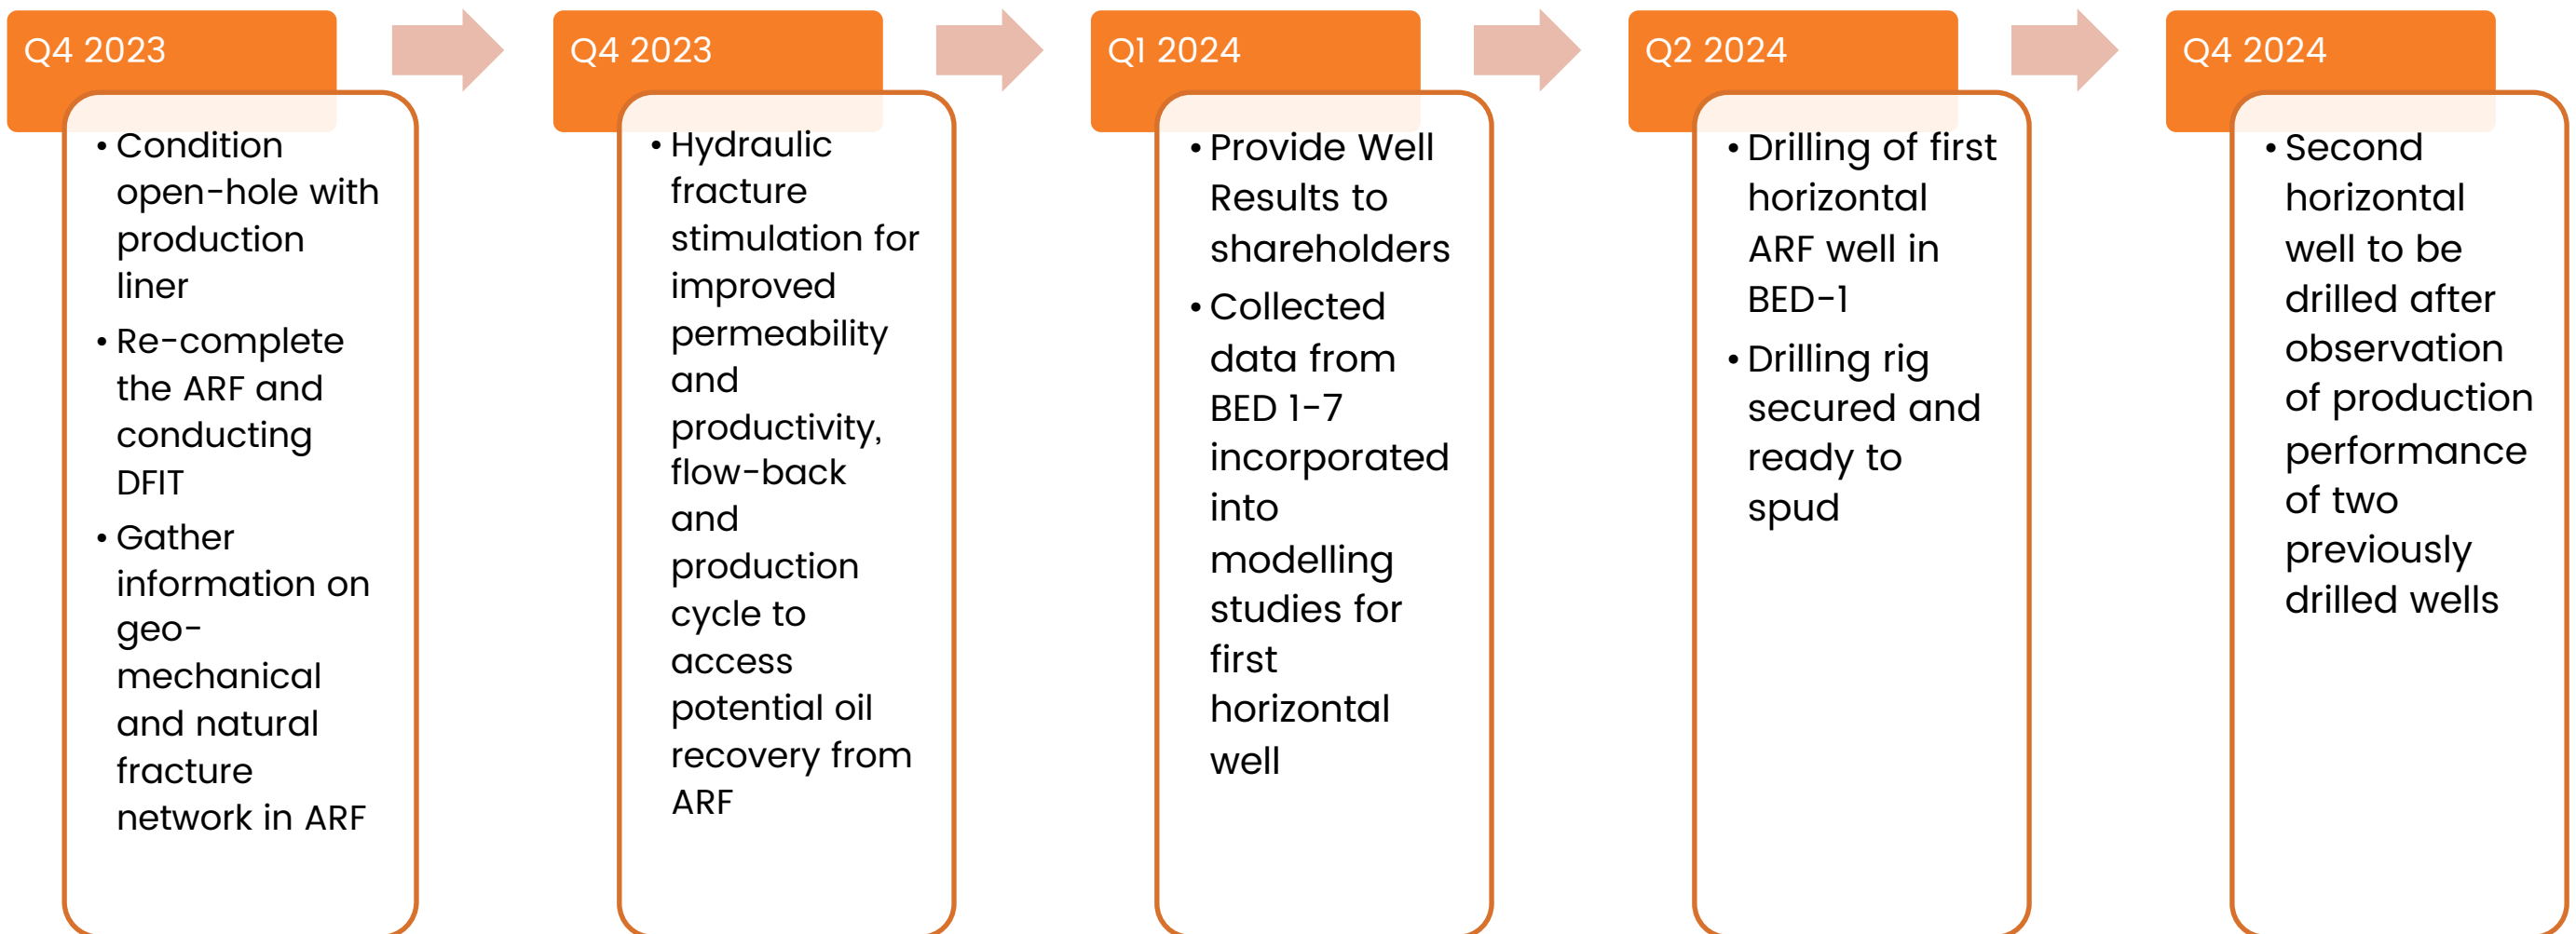 Q4 2023
• Condition
open-hole with
production
liner
• Re-complete
the ARF and
conducting
DFIT
• Gather
information on
geo-
mechanical
and natural
fracture
network in ARF
Q4 2023
• Hydraulic
fracture
stimulation for
improved
permeability
and
productivity,
flow-back
and
production
cycle to
access
potential oil
recovery from
ARF
Q1 2024
• Provide Well
Results to
shareholders
• Collected
data from
BED 1-7
incorporated
into
modelling
studies for
first
horizontal
well
Q2 2024
• Drilling of first
horizontal
ARF well in
BED-1
• Drilling rig
secured and
ready to
spud
Q4 2024
• Second
horizontal
well to be
drilled after
observation
of production
performance
of two
previously
drilled wells